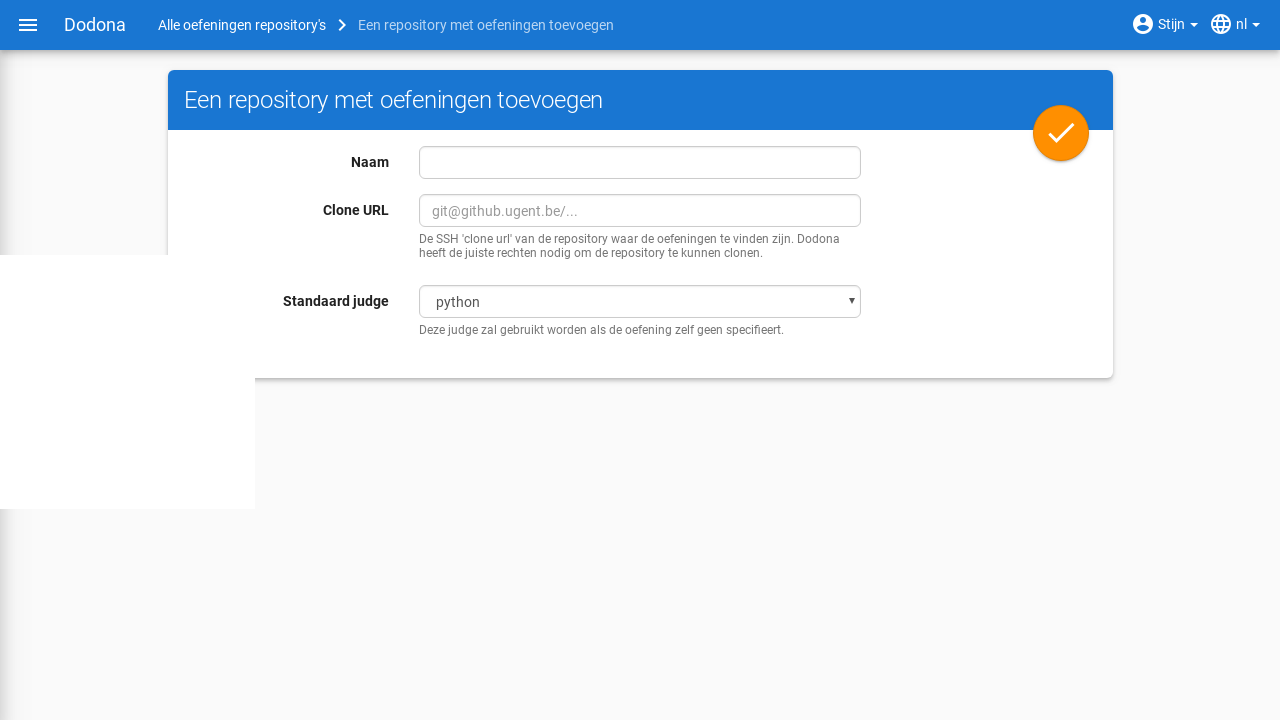 Dodona Alle oefeningen repository's Een repository met oefeningen toevoegen Stijn nl
Een repository met oefeningen toevoegen
Naam
Clone URL git@github.ugent.be/...
De SSH 'clone url' van de repository waar de oefeningen te vinden zijn. Dodona
heeft de juiste rechten nodig om de repository te kunnen clonen.
Standaard judge python
Deze judge zal gebruikt worden als de oefening zelf geen specifieert.